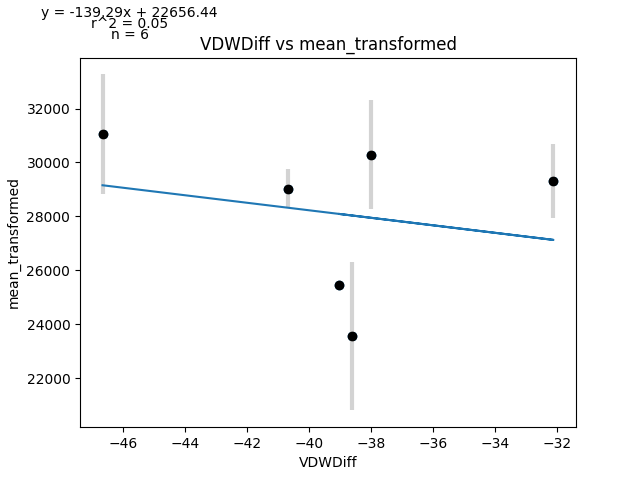 y = -139.29x + 22656.44
r^2 = 0.05
n = 6
VDWDiff vs mean_transformed
32000
30000
28000
26000
24000
22000
mean_transformed
−46
−44
−42
−40
−38
−36
−34
−32
VDWDiff